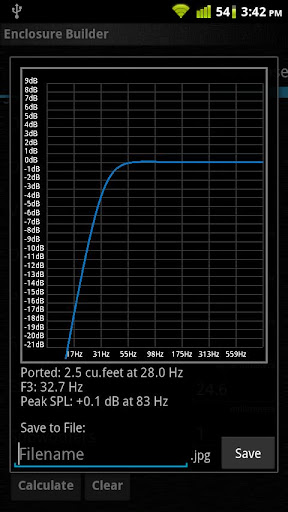 54 3:42 PM
Enclosure Builder
9dB
8dB
7dB
6dB
5dB
4dB
3dB
2dB
1dB
0dB
-1dB
-2dB
-3dB
-4dB
-5dB
-6dB
-7dB
-8dB
-9dB
-10dB
-11dB
-12dB
-13dB
-14dB
-15dB
-16dB
-17dB
-18dB
-19dB
-20dB
-21dB
17Hz 31Hz 55Hz 98Hz 175Hz 313Hz 559Hz
Ported: 2.5 cu.feet at 28.0 Hz
F3: 32.7 Hz
Peak SPL: +0.1 dB at 83 Hz
24.6
Save to File:
Filename .jpg Save
Calculate Clear